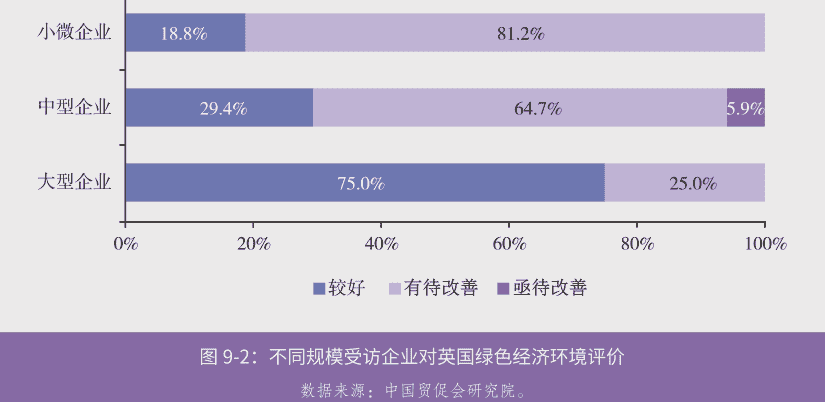 小微企业 18.8% 81.2%
中型企业 29.4% 64.7% 5.9%
大型企业 75.0% 25.0%
0% 20% 40% 60% 80% 100%
较好 有待改善 亟待改善
图 9-2：不同规模受访企业对英国绿色经济环境评价
数据来源：中国贸促会研究院。